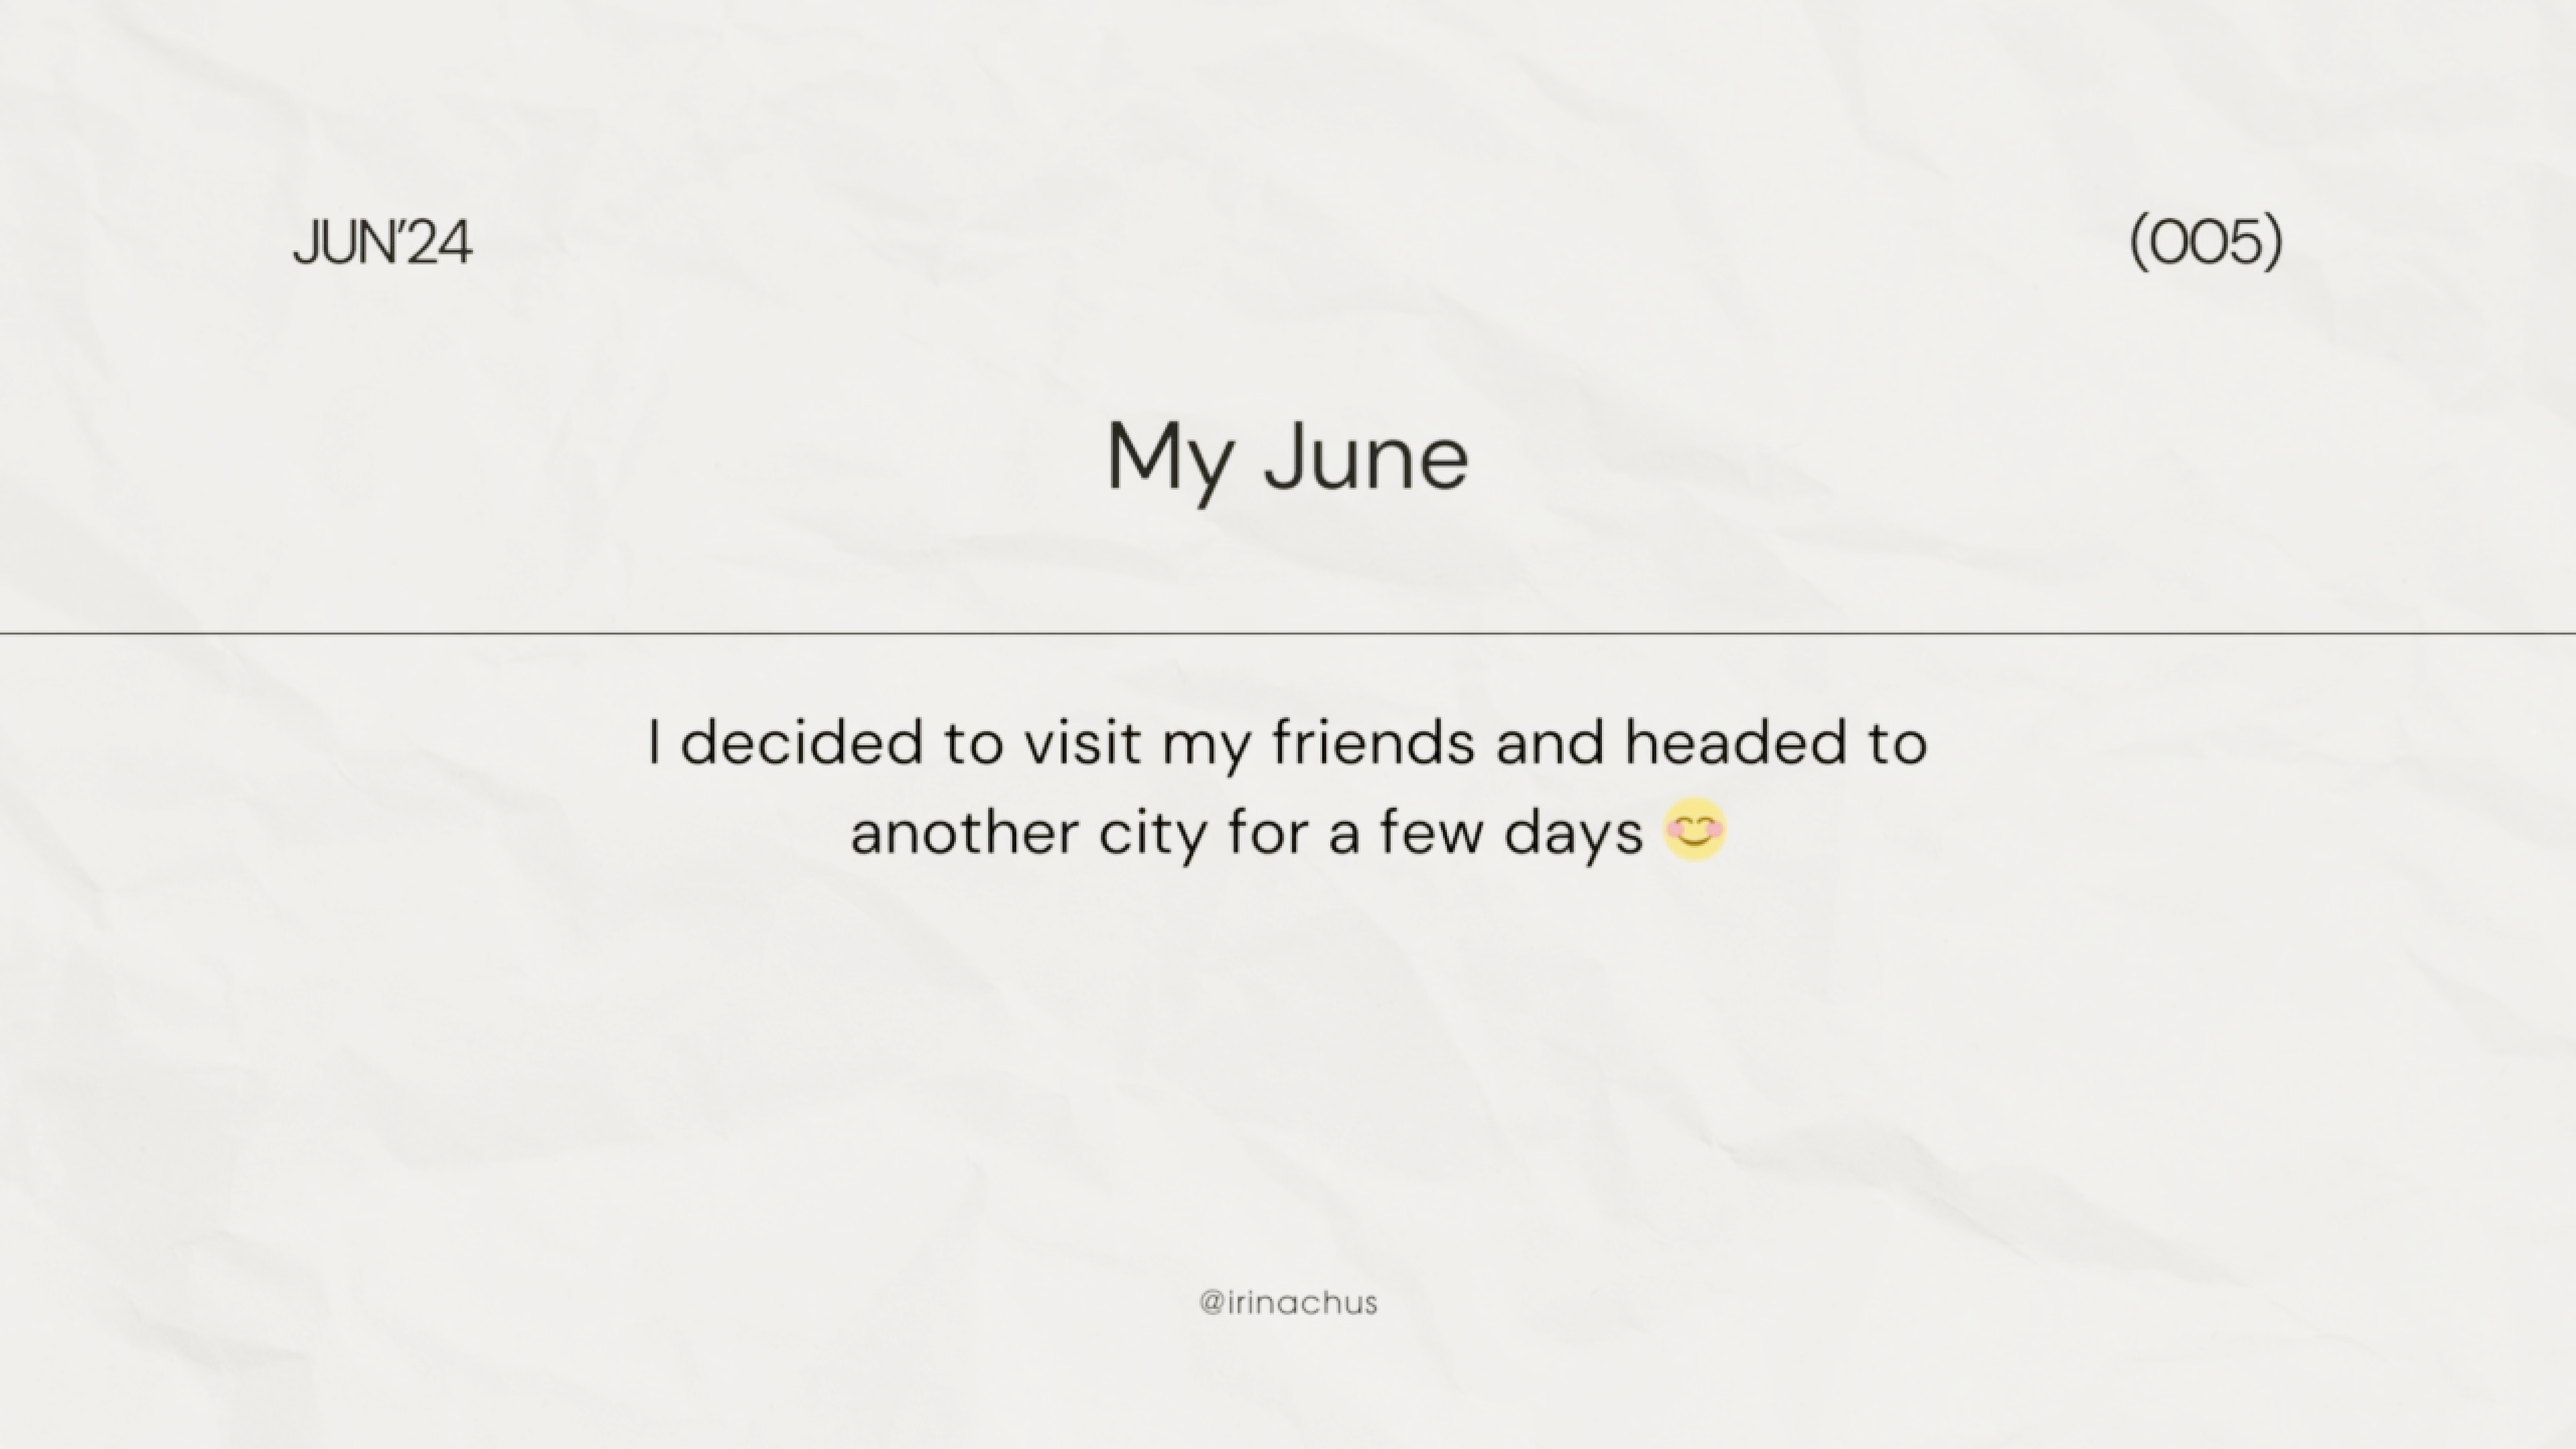 JUN’24
(005)
My June
I decided to visit my friends and headed to
another city for a few days 😊
@irinachus